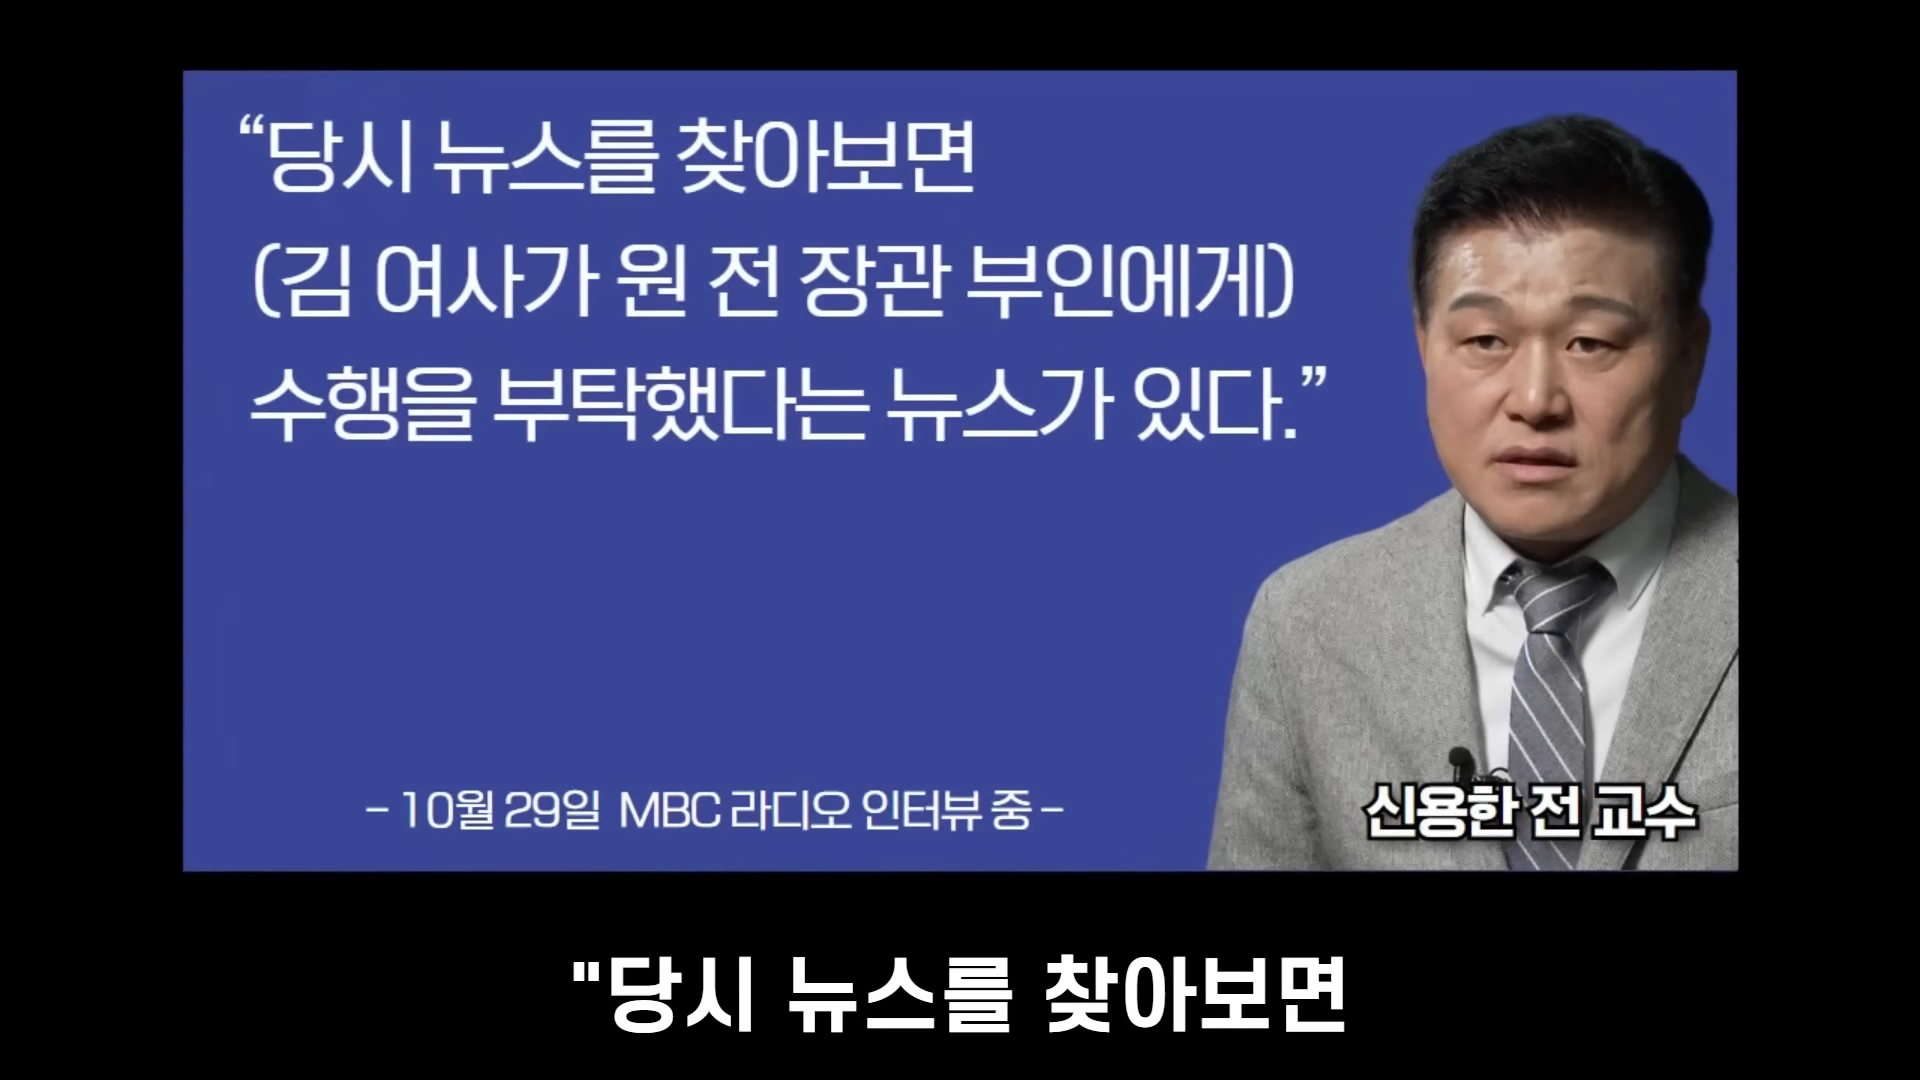 “당시 뉴스를 찾아보면
(김 여사가 원 전 장관 부인에게)
수행을 부탁했다는 뉴스가 있다.”
– 10월 29일 MBC 라디오 인터뷰 중 –
신용한 전 교수
"당시 뉴스를 찾아보면